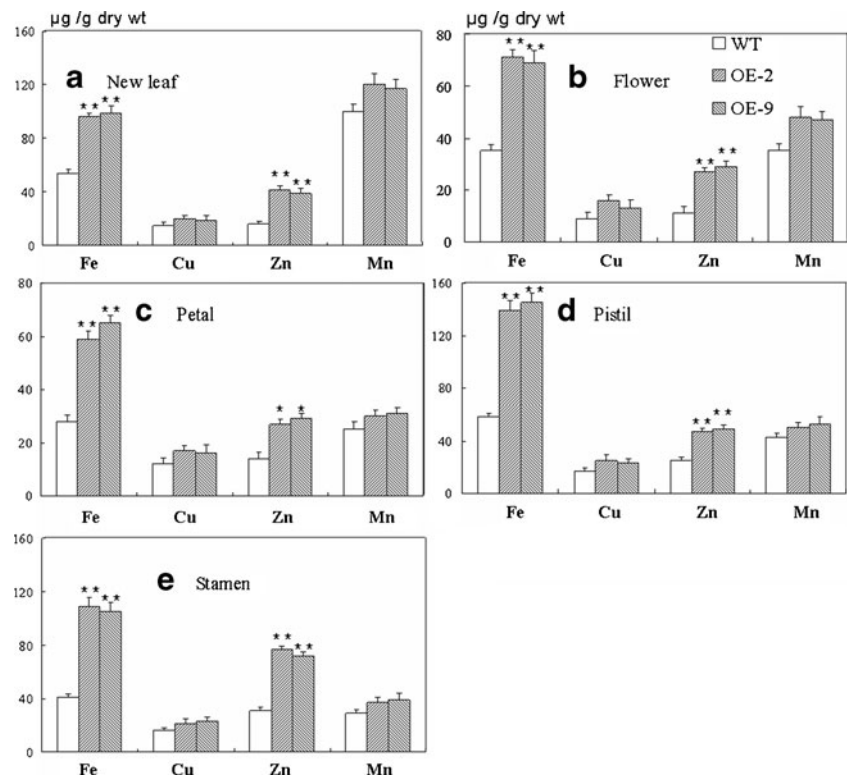 µg /g dry wt
160
120
80
40
0
a New leaf
** **
** **
Fe Cu Zn Mn
µg /g dry wt
80
60
40
20
0
b Flower
WT
OE-2
OE-9
** **
** **
Fe Cu Zn Mn
80
60
40
20
0
c Petal
** **
* *
Fe Cu Zn Mn
160
120
80
40
0
d Pistil
** **
** **
Fe Cu Zn Mn
160
120
80
40
0
e Stamen
** **
** **
Fe Cu Zn Mn